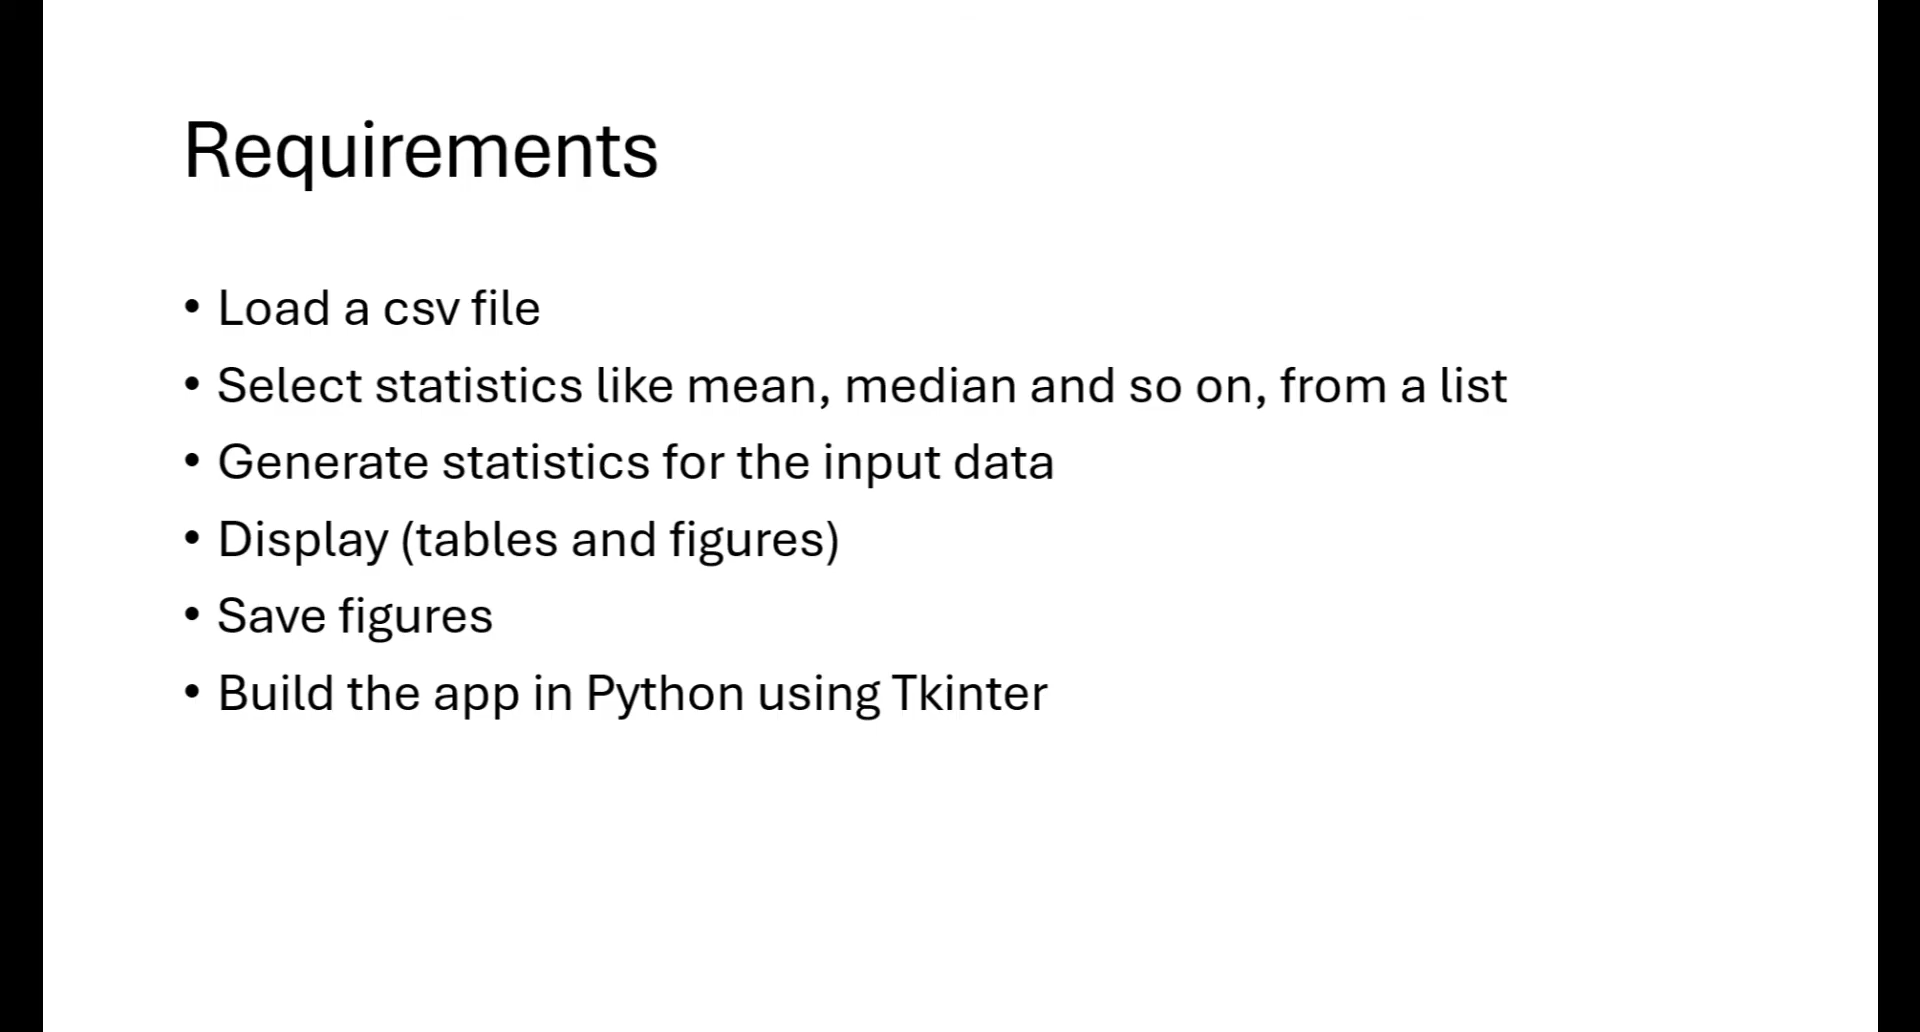 Requirements
• Load a csv file
• Select statistics like mean, median and so on, from a list
• Generate statistics for the input data
• Display (tables and figures)
• Save figures
• Build the app in Python using Tkinter